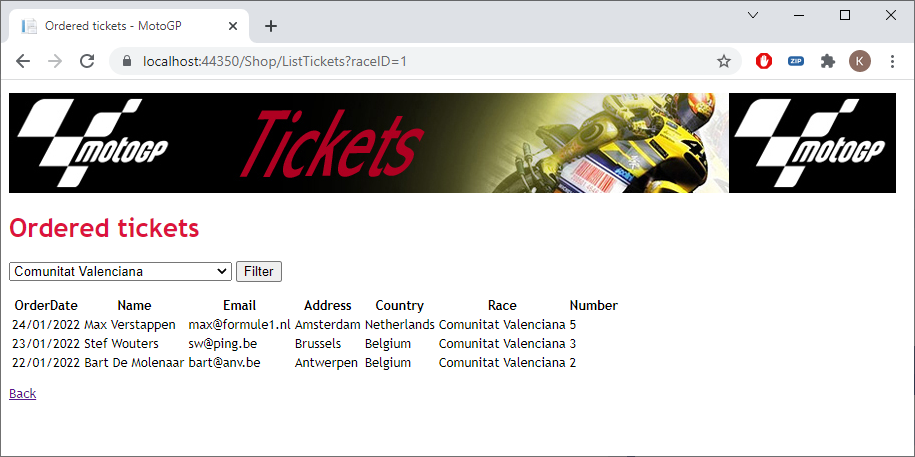 Ordered tickets - MotoGP
localhost:44350/Shop/ListTickets?raceID=1
ZIP
K
MotoGP
Tickets
MotoGP
Ordered tickets
Comunitat Valenciana
Filter
OrderDate Name Email Address Country Race Number
24/01/2022 Max Verstappen max@formule1.nl Amsterdam Netherlands Comunitat Valenciana 5
23/01/2022 Stef Wouters sw@ping.be Brussels Belgium Comunitat Valenciana 3
22/01/2022 Bart De Molenaar bart@anv.be Antwerpen Belgium Comunitat Valenciana 2
Back